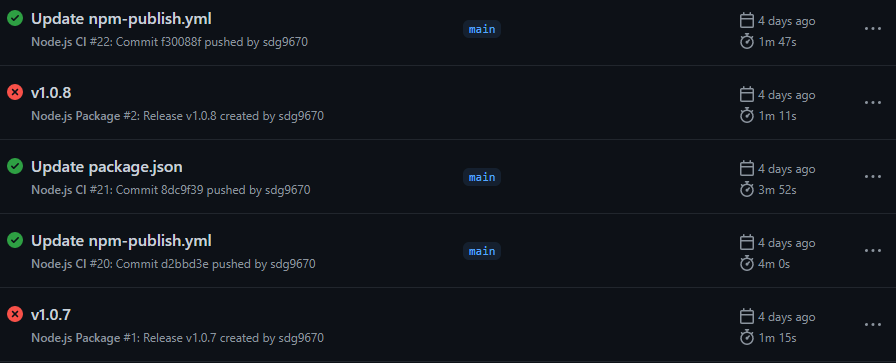 Update npm-publish.yml
Node.js CI #22: Commit f30088f pushed by sdg9670
main
4 days ago
1m 47s
v1.0.8
Node.js Package #2: Release v1.0.8 created by sdg9670
4 days ago
1m 11s
Update package.json
Node.js CI #21: Commit 8dc9f39 pushed by sdg9670
main
4 days ago
3m 52s
Update npm-publish.yml
Node.js CI #20: Commit d2bbd3e pushed by sdg9670
main
4 days ago
4m 0s
v1.0.7
Node.js Package #1: Release v1.0.7 created by sdg9670
4 days ago
1m 15s